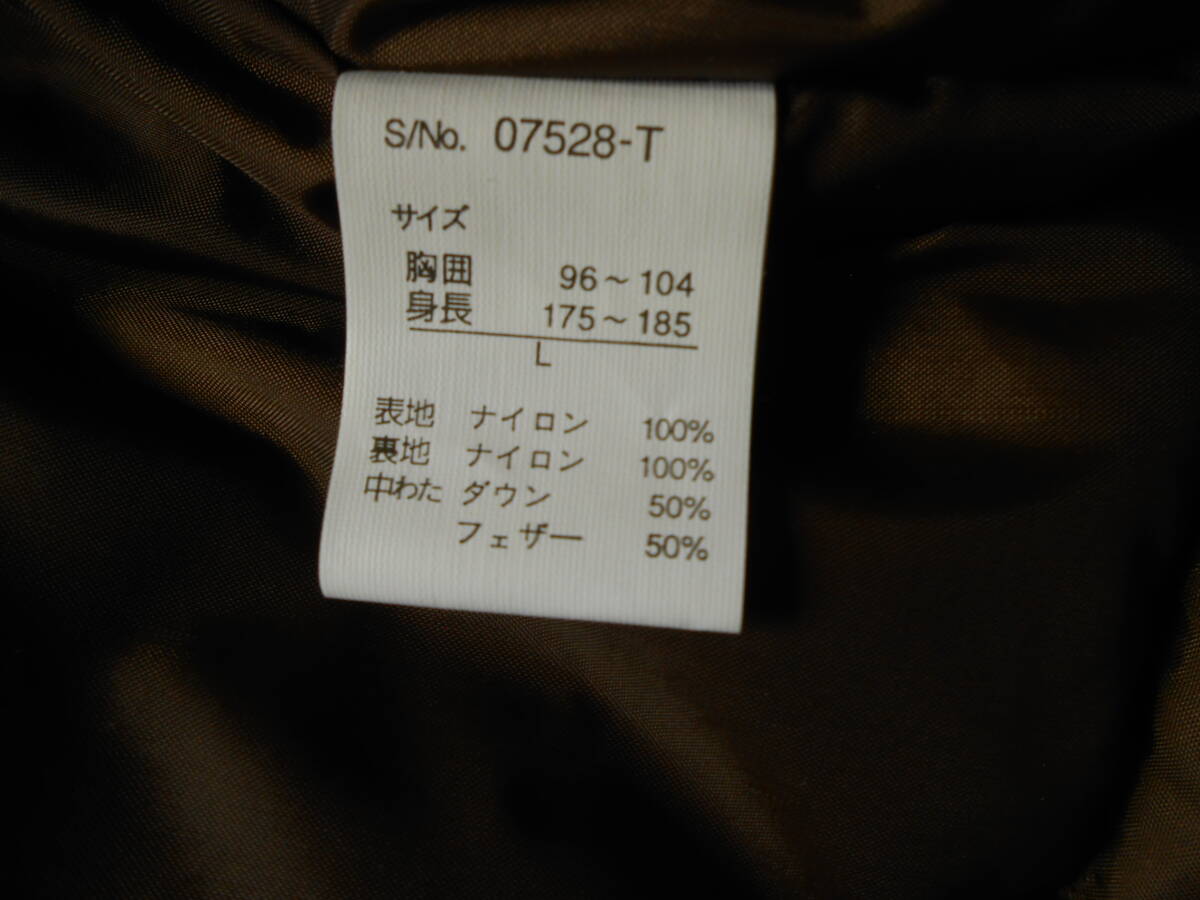 S/No. 07528-T
サイズ
胸囲 96～104
身長 175～185
L
表地 ナイロン 100%
裏地 ナイロン 100%
中わた ダウン 50%
フェザー 50%